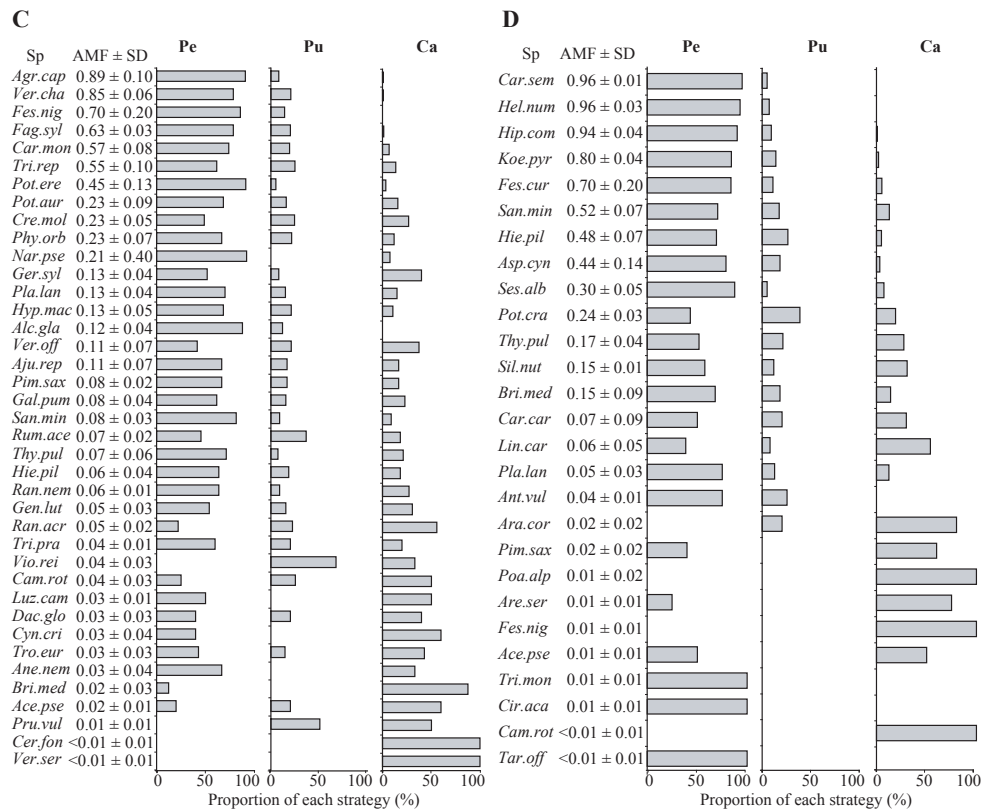 C
Sp AMF ± SD Pe Pu Ca
Agr.cap 0.89 ± 0.10
Ver.cha 0.85 ± 0.06
Fes.nig 0.70 ± 0.20
Fag.syl 0.63 ± 0.03
Car.mon 0.57 ± 0.08
Tri.rep 0.55 ± 0.10
Pot.ere 0.45 ± 0.13
Pot.aur 0.23 ± 0.09
Cre.mol 0.23 ± 0.05
Phy.orb 0.23 ± 0.07
Nar.pse 0.21 ± 0.40
Ger.syl 0.13 ± 0.04
Pla.lan 0.13 ± 0.04
Hyp.mac 0.13 ± 0.05
Alc.gla 0.12 ± 0.04
Ver.off 0.11 ± 0.07
Aju.rep 0.11 ± 0.07
Pim.sax 0.08 ± 0.02
Gal.pum 0.08 ± 0.04
San.min 0.08 ± 0.03
Rum.ace 0.07 ± 0.02
Thy.pul 0.07 ± 0.06
Hie.pil 0.06 ± 0.04
Ran.nem 0.06 ± 0.01
Gen.lut 0.05 ± 0.03
Ran.acr 0.05 ± 0.02
Tri.pra 0.04 ± 0.01
Vio.rei 0.04 ± 0.03
Cam.rot 0.04 ± 0.03
Luz.cam 0.03 ± 0.01
Dac.glo 0.03 ± 0.03
Cyn.cri 0.03 ± 0.04
Tro.eur 0.03 ± 0.03
Ane.nem 0.03 ± 0.04
Bri.med 0.02 ± 0.03
Ace.pse 0.02 ± 0.01
Pru.vul 0.01 ± 0.01
Cer.fon <0.01 ± 0.01
Ver.ser <0.01 ± 0.01
0 50 100 0 50 100 0 50 100
Proportion of each strategy (%)
D
Sp AMF ± SD Pe Pu Ca
Car.sem 0.96 ± 0.01
Hel.num 0.96 ± 0.03
Hip.com 0.94 ± 0.04
Koe.pyr 0.80 ± 0.04
Fes.cur 0.70 ± 0.20
San.min 0.52 ± 0.07
Hie.pil 0.48 ± 0.07
Asp.cyn 0.44 ± 0.14
Ses.alb 0.30 ± 0.05
Pot.cra 0.24 ± 0.03
Thy.pul 0.17 ± 0.04
Sil.nut 0.15 ± 0.01
Bri.med 0.15 ± 0.09
Car.car 0.07 ± 0.09
Lin.car 0.06 ± 0.05
Pla.lan 0.05 ± 0.03
Ant.vul 0.04 ± 0.01
Ara.cor 0.02 ± 0.02
Pim.sax 0.02 ± 0.02
Poa.alp 0.01 ± 0.02
Are.ser 0.01 ± 0.01
Fes.nig 0.01 ± 0.01
Ace.pse 0.01 ± 0.01
Tri.mon 0.01 ± 0.01
Cir.aca 0.01 ± 0.01
Cam.rot <0.01 ± 0.01
Tar.off <0.01 ± 0.01
0 50 100 0 50 100 0 50 100
Proportion of each strategy (%)